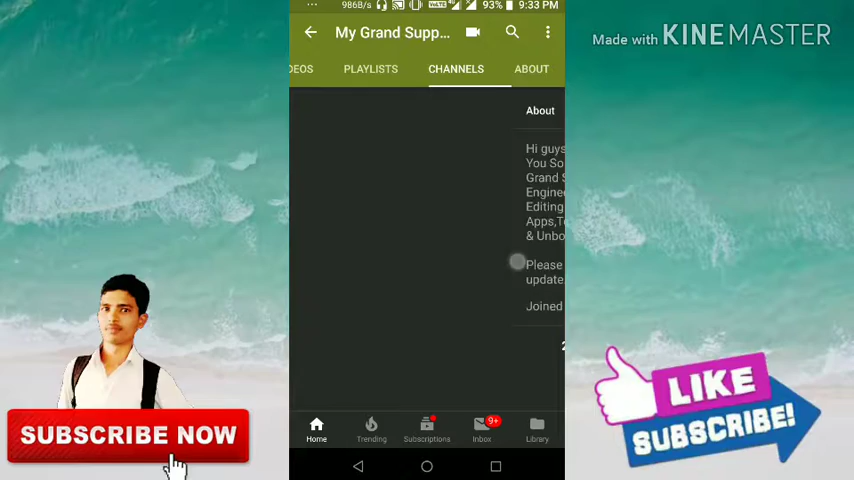 986B/s 93% 9:33 PM
Made with KINEMASTER
My Grand Supp...
DEOS PLAYLISTS CHANNELS ABOUT
About
Hi guys
You So
Grand S
Engine
Editing
Apps,T
& Unbo
Please
update
Joined
SUBSCRIBE NOW
LIKE
SUBSCRIBE!
9+
Home Trending Subscriptions Inbox Library